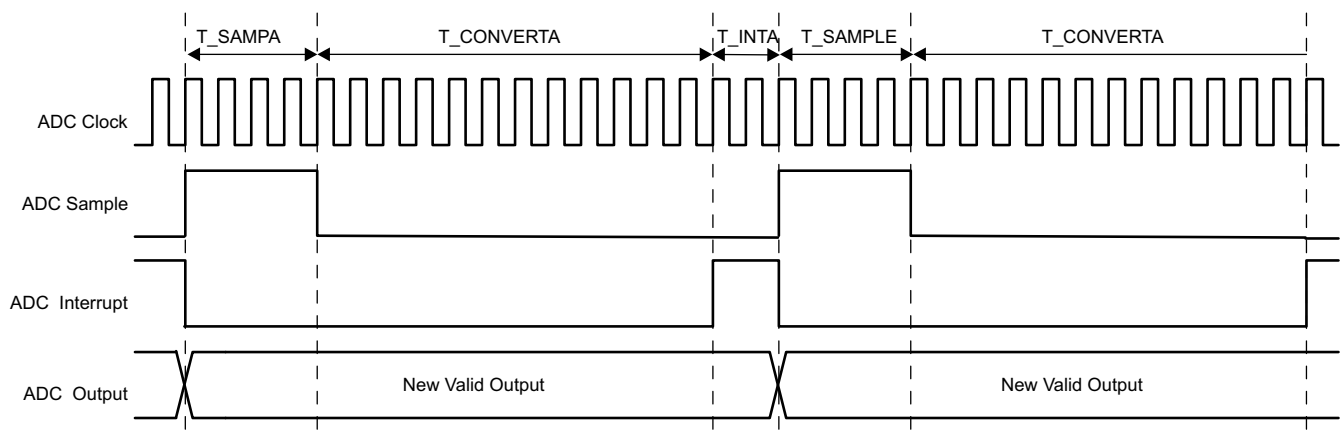 T_SAMPA T_CONVERTA T_INTA T_SAMPLE T_CONVERTA
ADC Clock
ADC Sample
ADC Interrupt
ADC Output New Valid Output New Valid Output